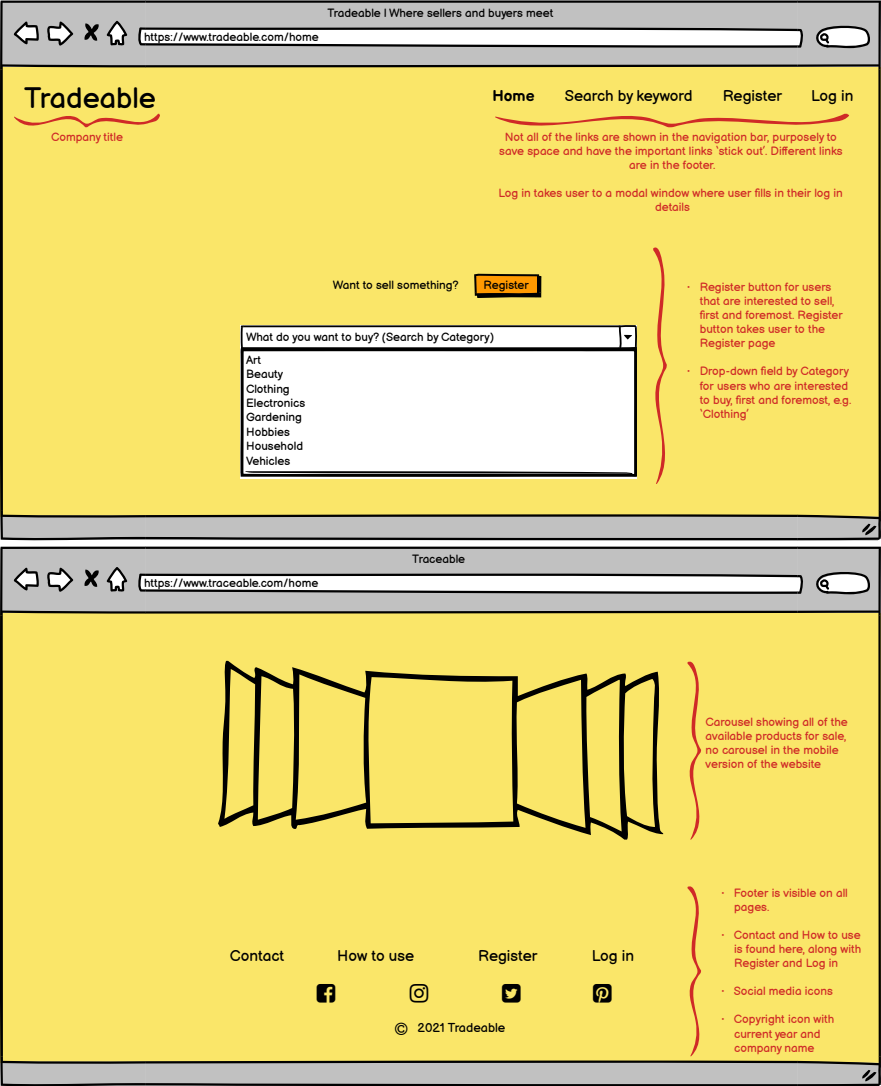 Tradeable | Where sellers and buyers meet
https://www.tradeable.com/home
Tradeable
Home Search by keyword Register Log in
Company title
Not all of the links are shown in the navigation bar, purposely to
save space and have the important links 'stick out'. Different links
are in the footer.
Log in takes user to a modal window where user fills in their log in
details
Want to sell something? Register
What do you want to buy? (Search by Category)
Art
Beauty
Clothing
Electronics
Gardening
Hobbies
Household
Vehicles
· Register button for users
that are interested to sell,
first and foremost. Register
button takes user to the
Register page
· Drop-down field by Category
for users who are interested
to buy, first and foremost, e.g.
'Clothing'
Traceable
https://www.traceable.com/home
Carousel showing all of the
available products for sale,
no carousel in the mobile
version of the website
Contact How to use Register Log in
© 2021 Tradeable
· Footer is visible on all
pages.
· Contact and How to use
is found here, along with
Register and Log in
· Social media icons
· Copyright icon with
current year and
company name